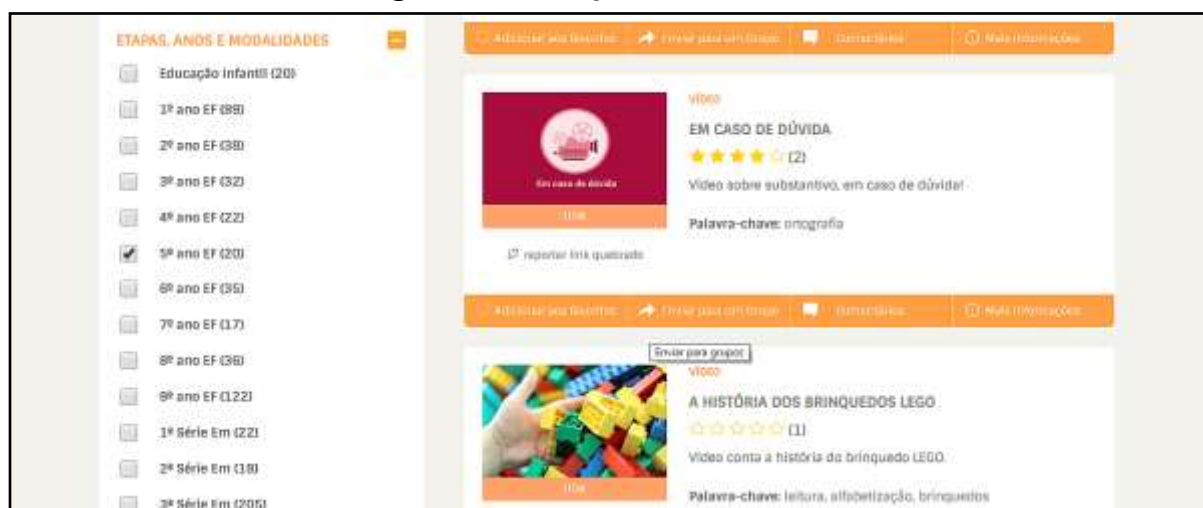 ETAPAS, ANOS E MODALIDADES
Educação Infantil (20)
1º ano EF (89)
2º ano EF (38)
3º ano EF (32)
4º ano EF (22)
5º ano EF (20)
6º ano EF (35)
7º ano EF (17)
8º ano EF (36)
9º ano EF (122)
1ª Série Em (22)
2ª Série Em (19)
3ª Série Em (205)
Adicionar aos favoritos
Enviar para um Grupo
Comentários
Mais informações
Em caso de dúvida
reportar link quebrado
VÍDEO
EM CASO DE DÚVIDA
(2)
Vídeo sobre substantivo, em caso de dúvida!
Palavra-chave: ortografia
Adicionar aos favoritos
Enviar para um Grupo
Comentários
Mais informações
Enviar para grupos
VÍDEO
A HISTÓRIA DOS BRINQUEDOS LEGO
(1)
Vídeo conta a história do brinquedo LEGO.
Palavra-chave: leitura, alfabetização, brinquedos